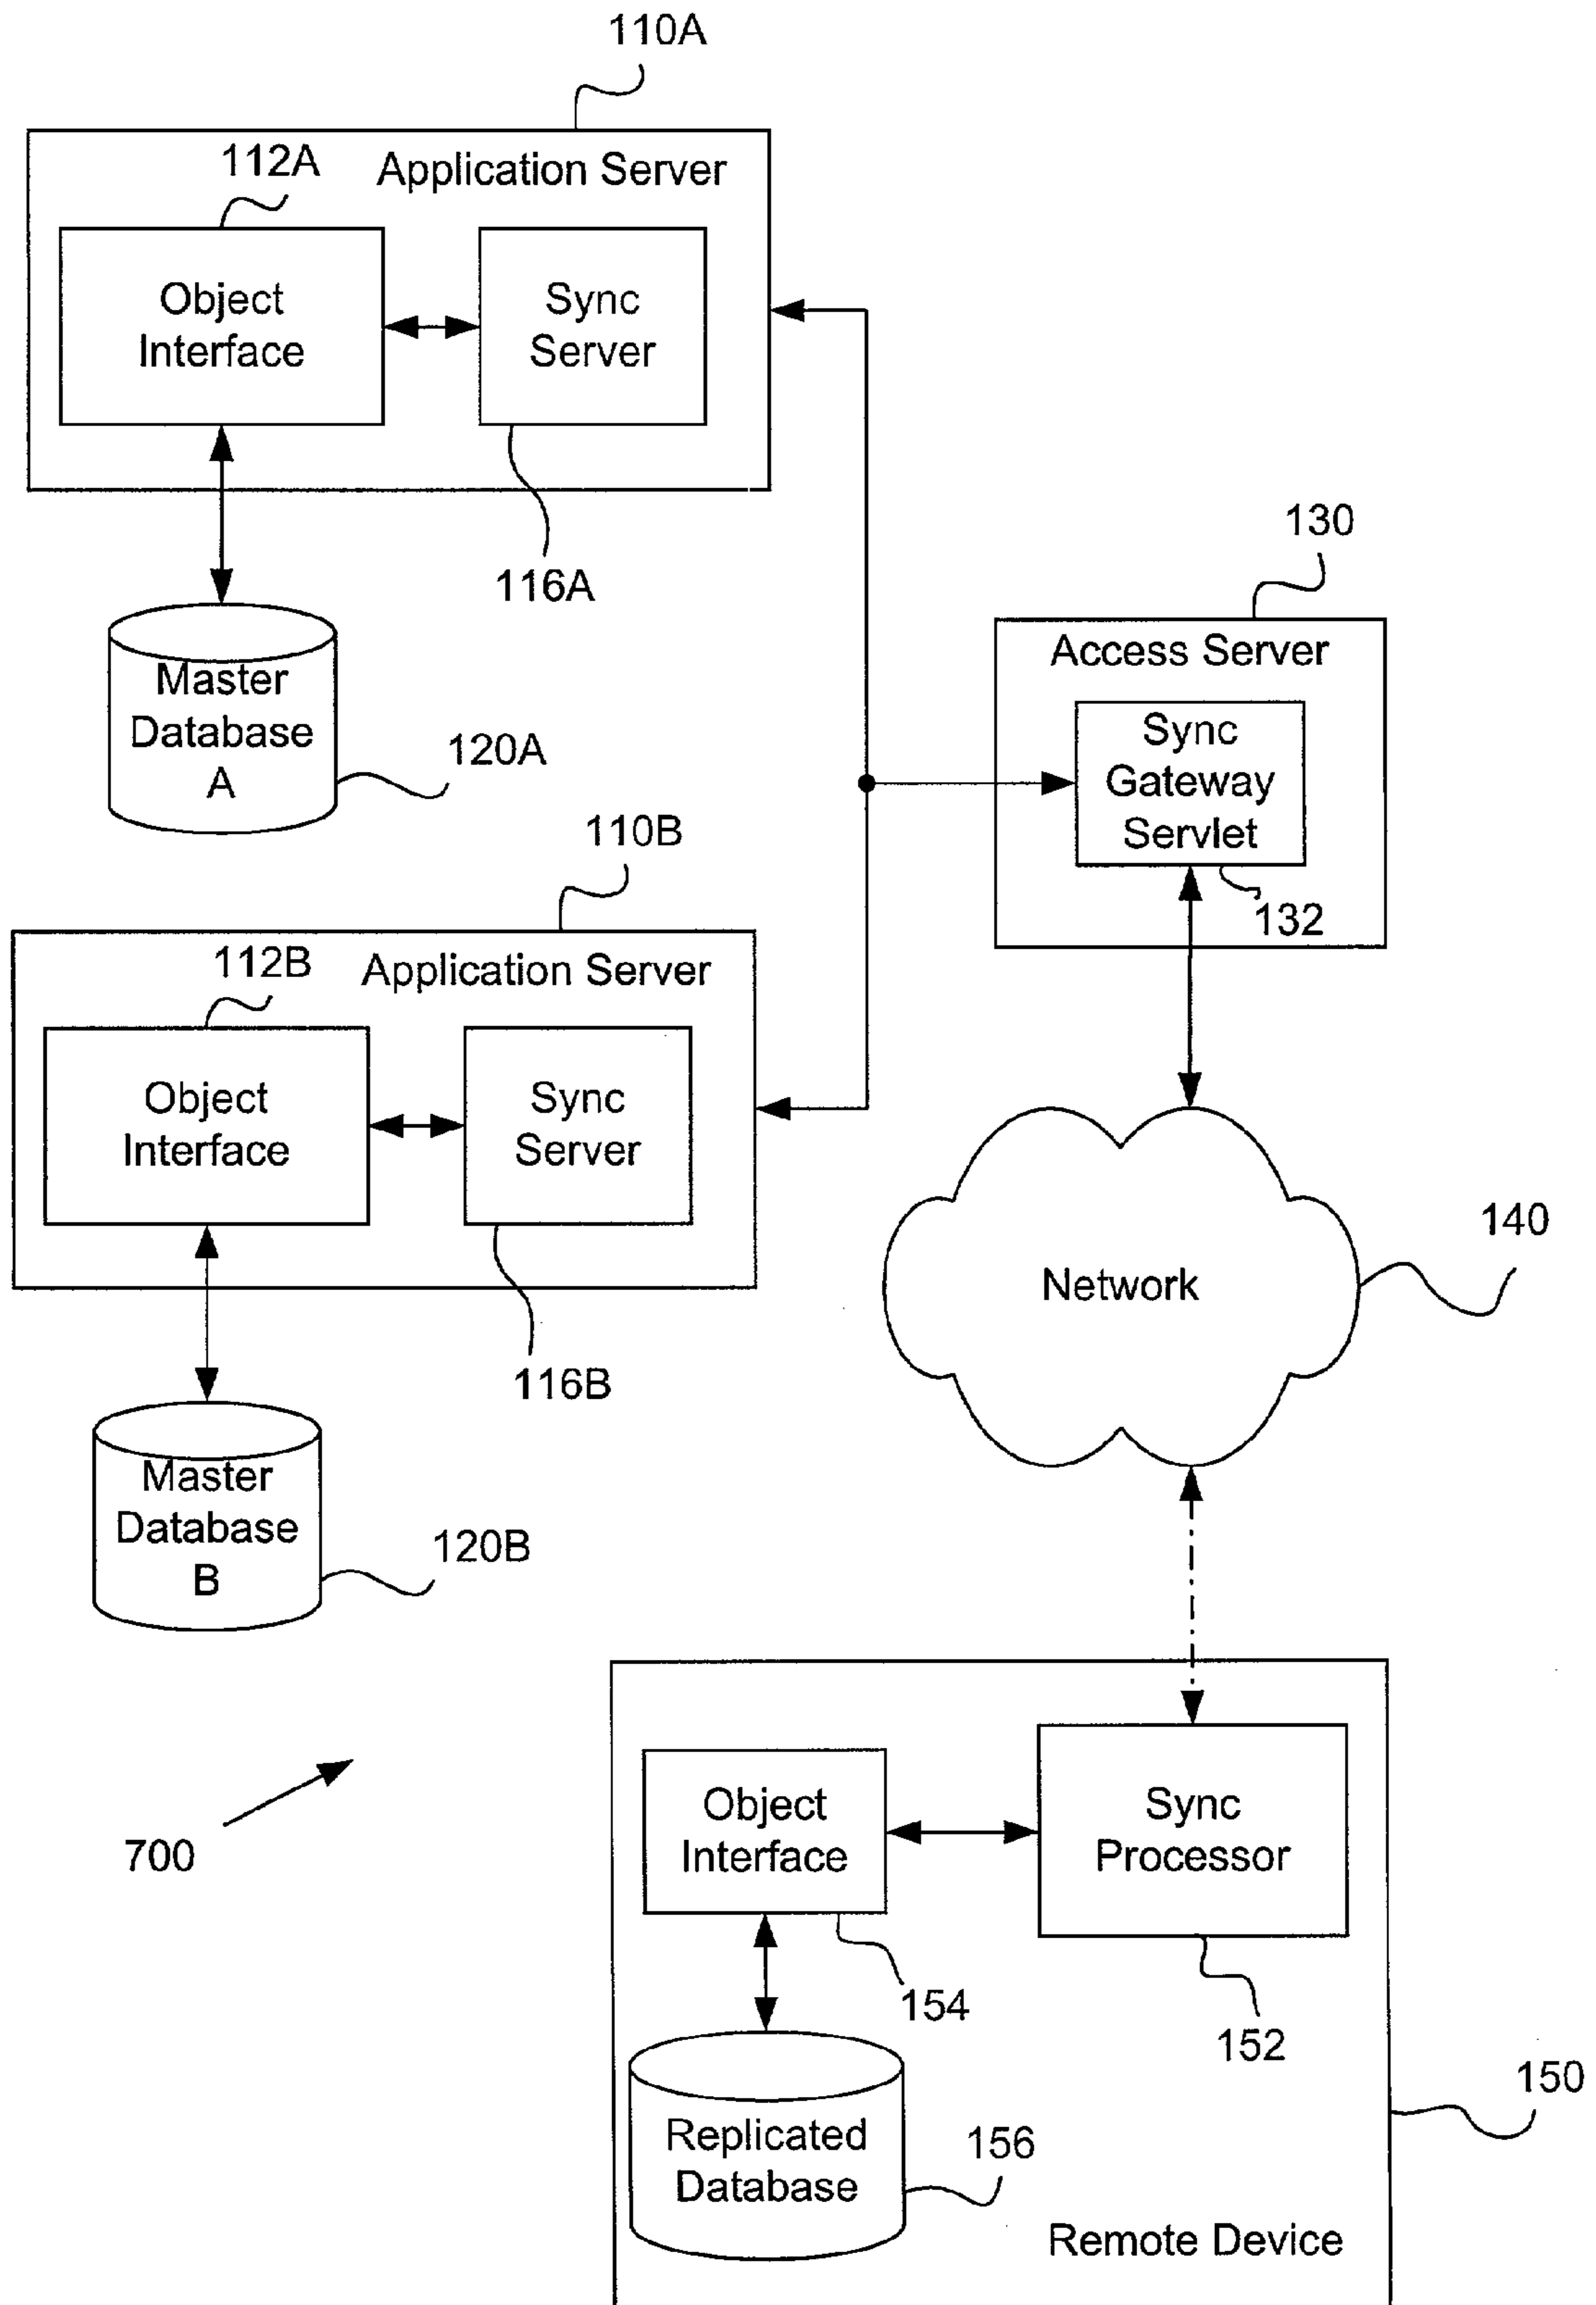 110A
112A
Application Server
Object
Interface
Sync
Server
116A
Master
Database
A
120A
130
Access Server
Sync
Gateway
Servlet
132
110B
112B
Application Server
Object
Interface
Sync
Server
116B
Master
Database
B
120B
Network
140
Object
Interface
Sync
Processor
154
152
700
Replicated
Database
156
150
Remote Device